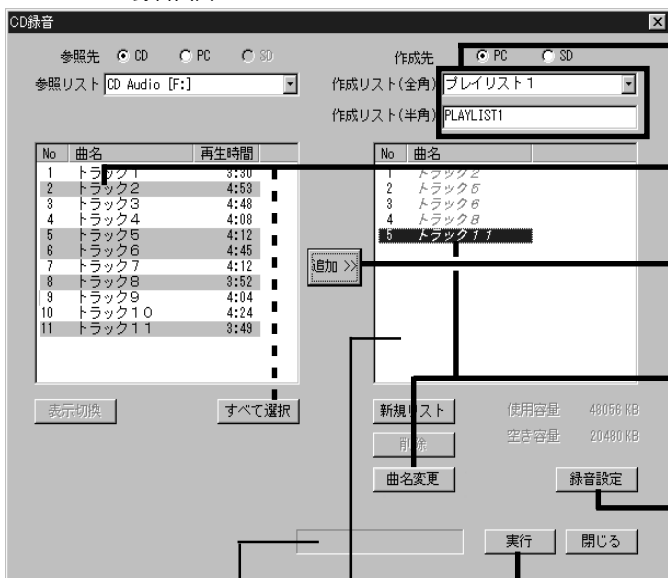 CD録音
参照先 CD PC SD
参照リスト CD Audio [F:]
作成先 PC SD
作成リスト(全角) プレイリスト1
作成リスト(半角) PLAYLIST1
No 曲名 再生時間
1 トラック1 3:30
2 トラック2 4:53
3 トラック3 4:48
4 トラック4 4:08
5 トラック5 4:12
6 トラック6 4:45
7 トラック7 4:12
8 トラック8 3:52
9 トラック9 4:04
10 トラック10 4:24
11 トラック11 3:49
表示切換 すべて選択
追加 >>
No 曲名
1 トラック2
2 トラック5
3 トラック6
4 トラック8
5 トラック11
新規リスト 使用容量 48056 KB
削除 空き容量 20480 KB
曲名変更 録音設定
実行 閉じる